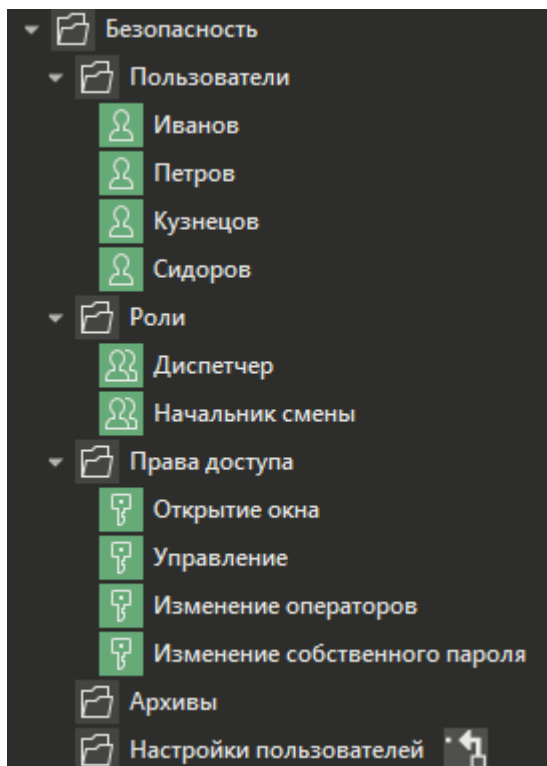 Безопасность
Пользователи
Иванов
Петров
Кузнецов
Сидоров
Роли
Диспетчер
Начальник смены
Права доступа
Открытие окна
Управление
Изменение операторов
Изменение собственного пароля
Архивы
Настройки пользователей